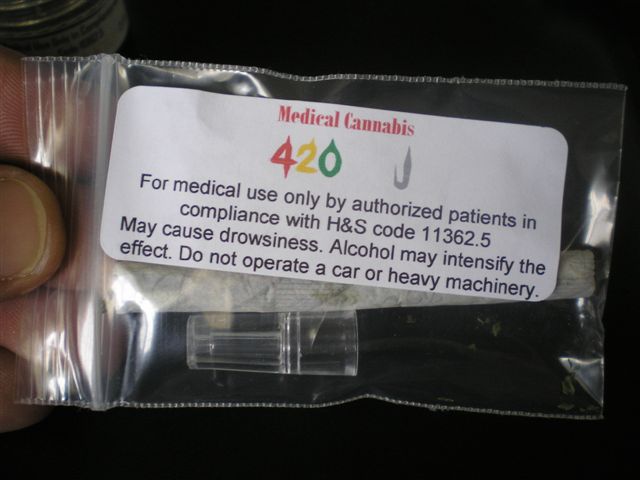 Medical Cannabis
420 J
For medical use only by authorized patients in
compliance with H&S code 11362.5
May cause drowsiness. Alcohol may intensify the
effect. Do not operate a car or heavy machinery.